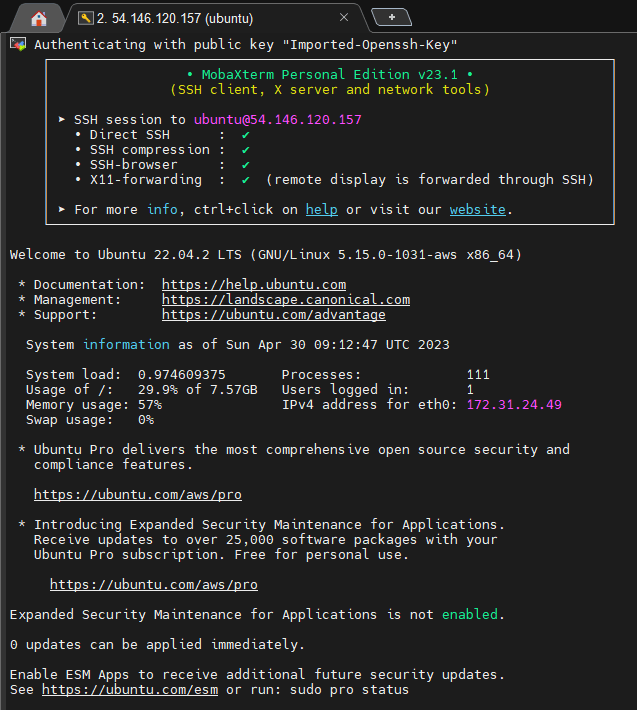 2. 54.146.120.157 (ubuntu)
Authenticating with public key "Imported-Openssh-Key"
• MobaXterm Personal Edition v23.1 •
(SSH client, X server and network tools)
➤ SSH session to ubuntu@54.146.120.157
• Direct SSH : ✔
• SSH compression : ✔
• SSH-browser : ✔
• X11-forwarding : ✔ (remote display is forwarded through SSH)
➤ For more info, ctrl+click on help or visit our website.
Welcome to Ubuntu 22.04.2 LTS (GNU/Linux 5.15.0-1031-aws x86_64)
* Documentation: https://help.ubuntu.com
* Management: https://landscape.canonical.com
* Support: https://ubuntu.com/advantage
System information as of Sun Apr 30 09:12:47 UTC 2023
System load: 0.974609375 Processes: 111
Usage of /: 29.9% of 7.57GB Users logged in: 1
Memory usage: 57% IPv4 address for eth0: 172.31.24.49
Swap usage: 0%
* Ubuntu Pro delivers the most comprehensive open source security and
compliance features.
https://ubuntu.com/aws/pro
* Introducing Expanded Security Maintenance for Applications.
Receive updates to over 25,000 software packages with your
Ubuntu Pro subscription. Free for personal use.
https://ubuntu.com/aws/pro
Expanded Security Maintenance for Applications is not enabled.
0 updates can be applied immediately.
Enable ESM Apps to receive additional future security updates.
See https://ubuntu.com/esm or run: sudo pro status